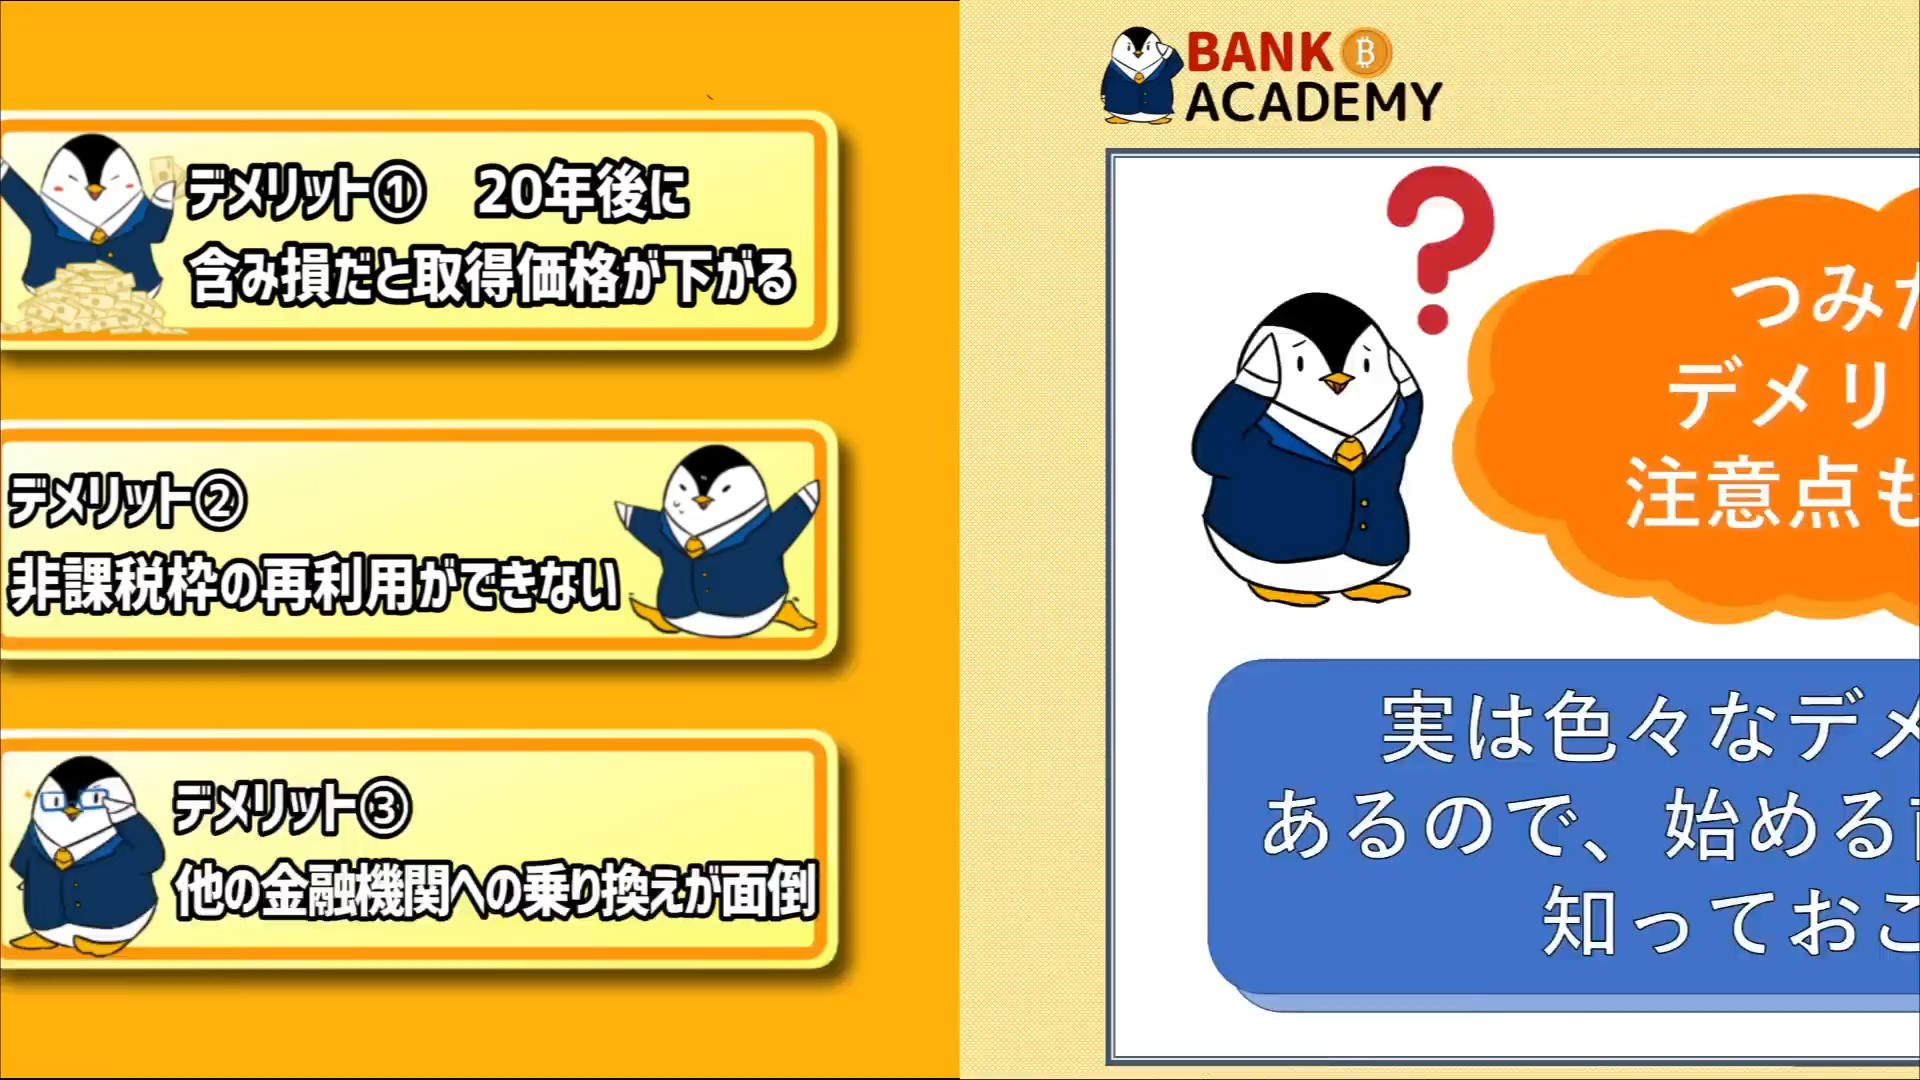 デメリット① 20年後に
含み損だと取得価格が下がる
デメリット②
非課税枠の再利用ができない
デメリット③
他の金融機関への乗り換えが面倒
BANK
ACADEMY
つみ
デメリ
注意点も
実は色々なデメ
あるので、始める
知っておこ